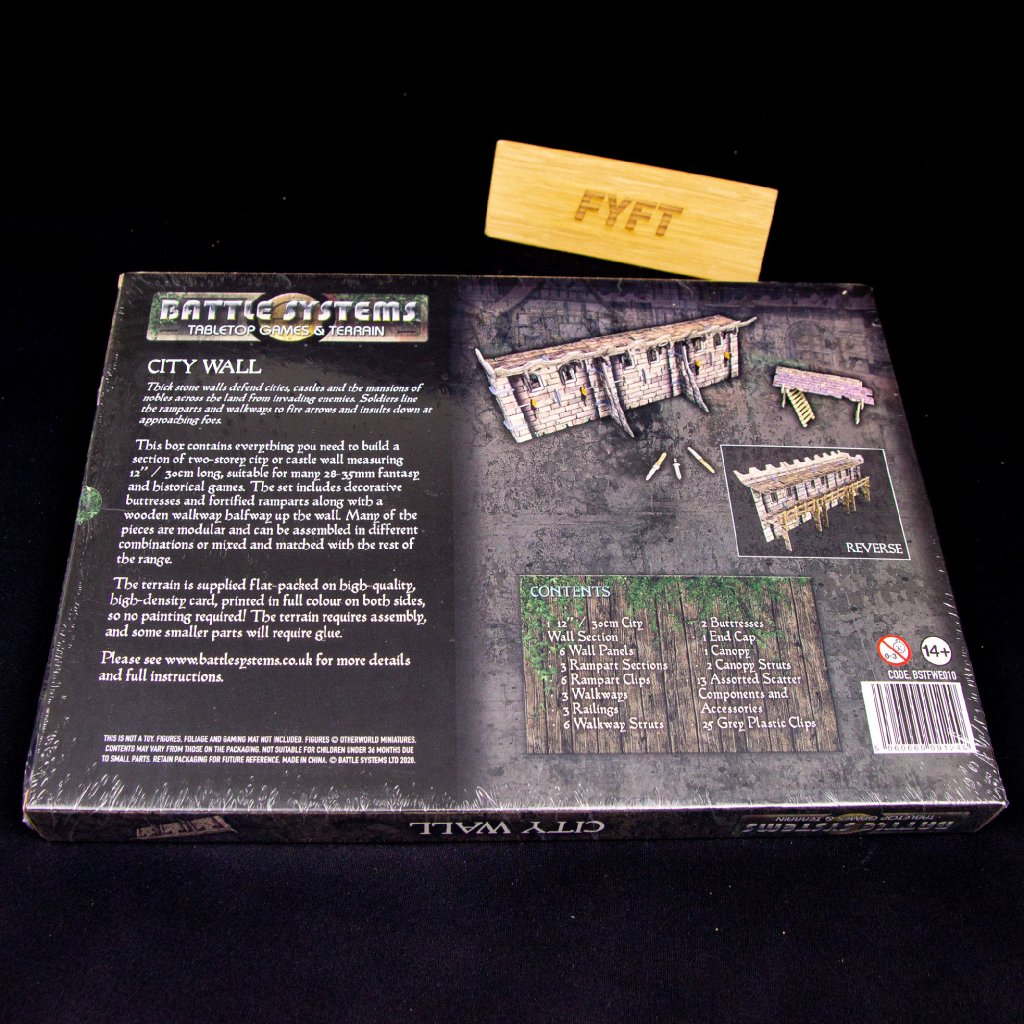 FYFT
BATTLE SYSTEMS
TABLETOP GAMES & TERRAIN
CITY WALL
Thick stone walls defend cities, castles and the mansions of
nobles across the land from invading enemies. Soldiers line
the ramparts and walkways to fire arrows and insults down at
approaching foes.
This box contains everything you need to build a
section of two-storey city or castle wall measuring
12" / 30cm long, suitable for many 28-35mm fantasy
and historical games. The set includes decorative
buttresses and fortified ramparts along with a
wooden walkway halfway up the wall. Many of the
pieces are modular and can be assembled in different
combinations or mixed and matched with the rest of
the range.
The terrain is supplied flat-packed on high-quality,
high-density card, printed in full colour on both sides,
so no painting required! The terrain requires assembly,
and some smaller parts will require glue.
Please see www.battlesystems.co.uk for more details
and full instructions.
THIS IS NOT A TOY. FIGURES, FOLIAGE AND GAMING MAT NOT INCLUDED. FIGURES © OTHERWORLD MINIATURES.
CONTENTS MAY VARY FROM THOSE ON THE PACKAGING. NOT SUITABLE FOR CHILDREN UNDER 36 MONTHS DUE
TO SMALL PARTS. RETAIN PACKAGING FOR FUTURE REFERENCE. MADE IN CHINA. © BATTLE SYSTEMS LTD 2020.
REVERSE
CONTENTS
1 12" / 30cm City
Wall Section
6 Wall Panels
3 Rampart Sections
6 Rampart Clips
3 Walkways
3 Railings
6 Walkway Struts
2 Buttresses
1 End Cap
1 Canopy
2 Canopy Struts
13 Assorted Scatter
Components and
Accessories
25 Grey Plastic Clips
0-3
14+
CODE. BSTFWE010
5 060660 091240
CITY WALL
BATTLE SYSTEMS
TABLETOP GAMES & TERRAIN